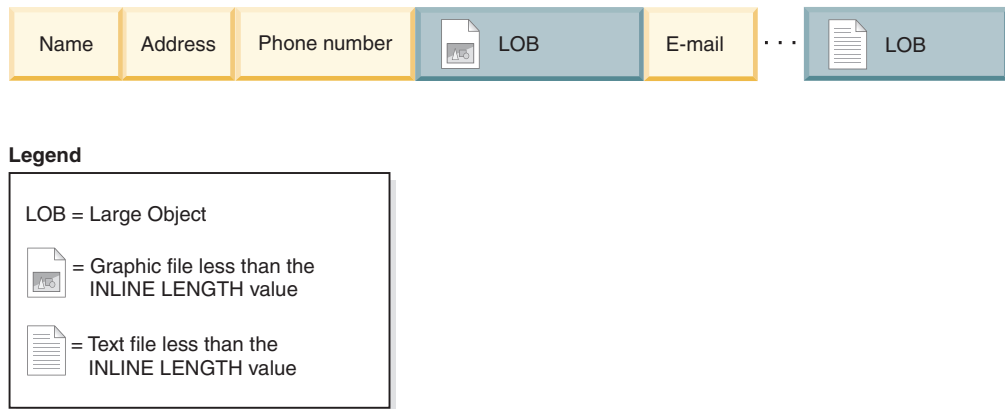 Name Address Phone number LOB E-mail . . . LOB
Legend
LOB = Large Object
= Graphic file less than the
INLINE LENGTH value
= Text file less than the
INLINE LENGTH value